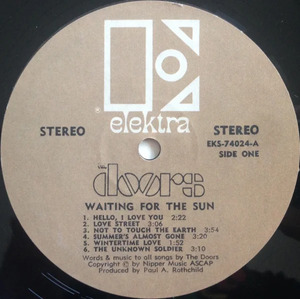 elektra
STEREO
STEREO
EKS-74024-A
SIDE ONE
the doors
WAITING FOR THE SUN
1. HELLO, I LOVE YOU 2:22
2. LOVE STREET 3:06
3. NOT TO TOUCH THE EARTH 3:54
4. SUMMER'S ALMOST GONE 3:20
5. WINTERTIME LOVE 1:52
6. THE UNKNOWN SOLDIER 3:10
Words & music to all songs by The Doors
Copyright © by Nipper Music ASCAP
Produced by Paul A. Rothchild